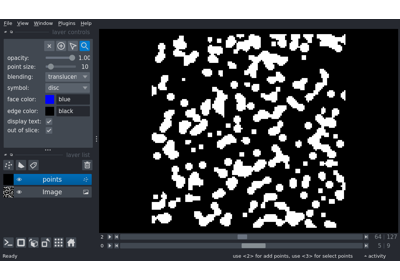 File View Window Plugins Help
layer controls
opacity: 1.00
point size: 10
blending: translucen
symbol: disc
face color: blue
edge color: black
display text:
out of slice:
layer list
points
Image
2 64 127
0 5 9
Ready use <2> for add points, use <3> for select points activity